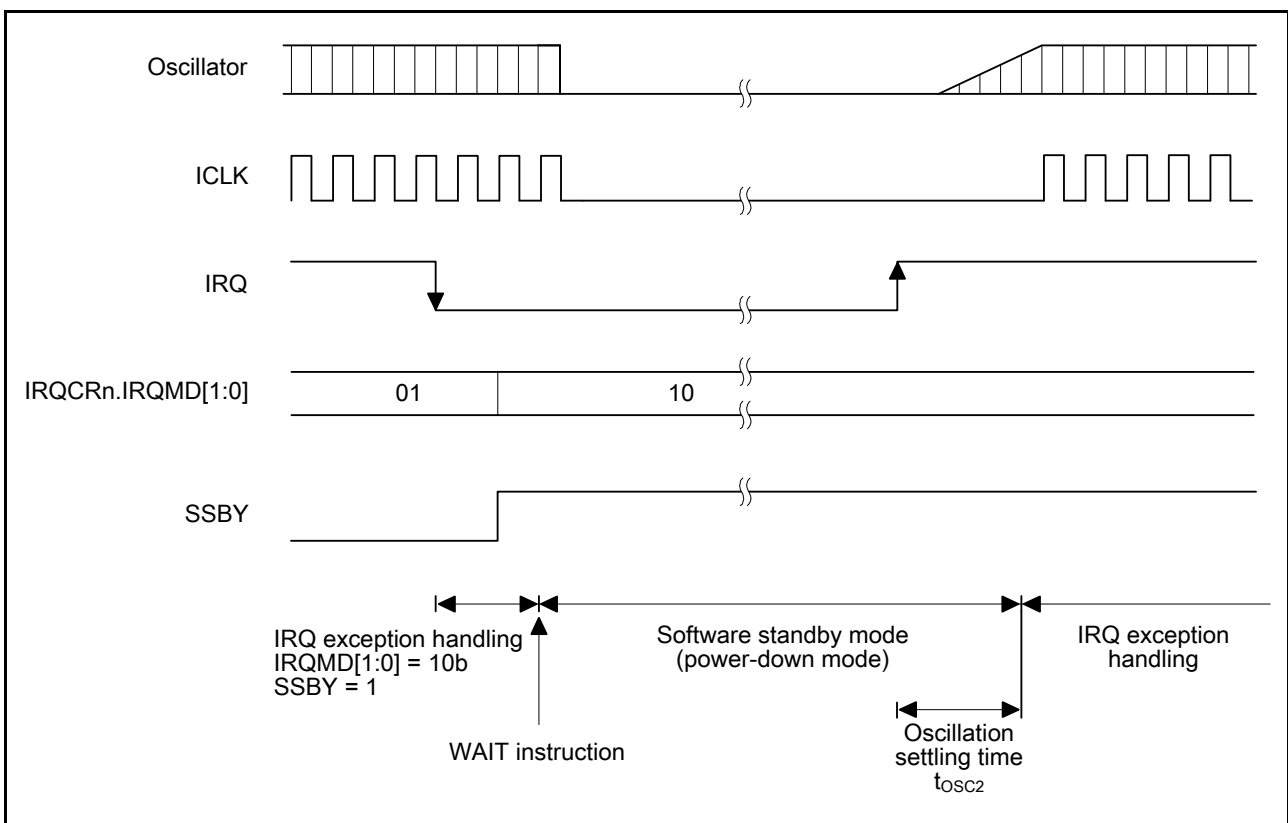 Oscillator
ICLK
IRQ
IRQCRn.IRQMD[1:0]
01
10
SSBY
IRQ exception handling
IRQMD[1:0] = 10b
SSBY = 1
WAIT instruction
Software standby mode
(power-down mode)
Oscillation
settling time
tOSC2
IRQ exception
handling